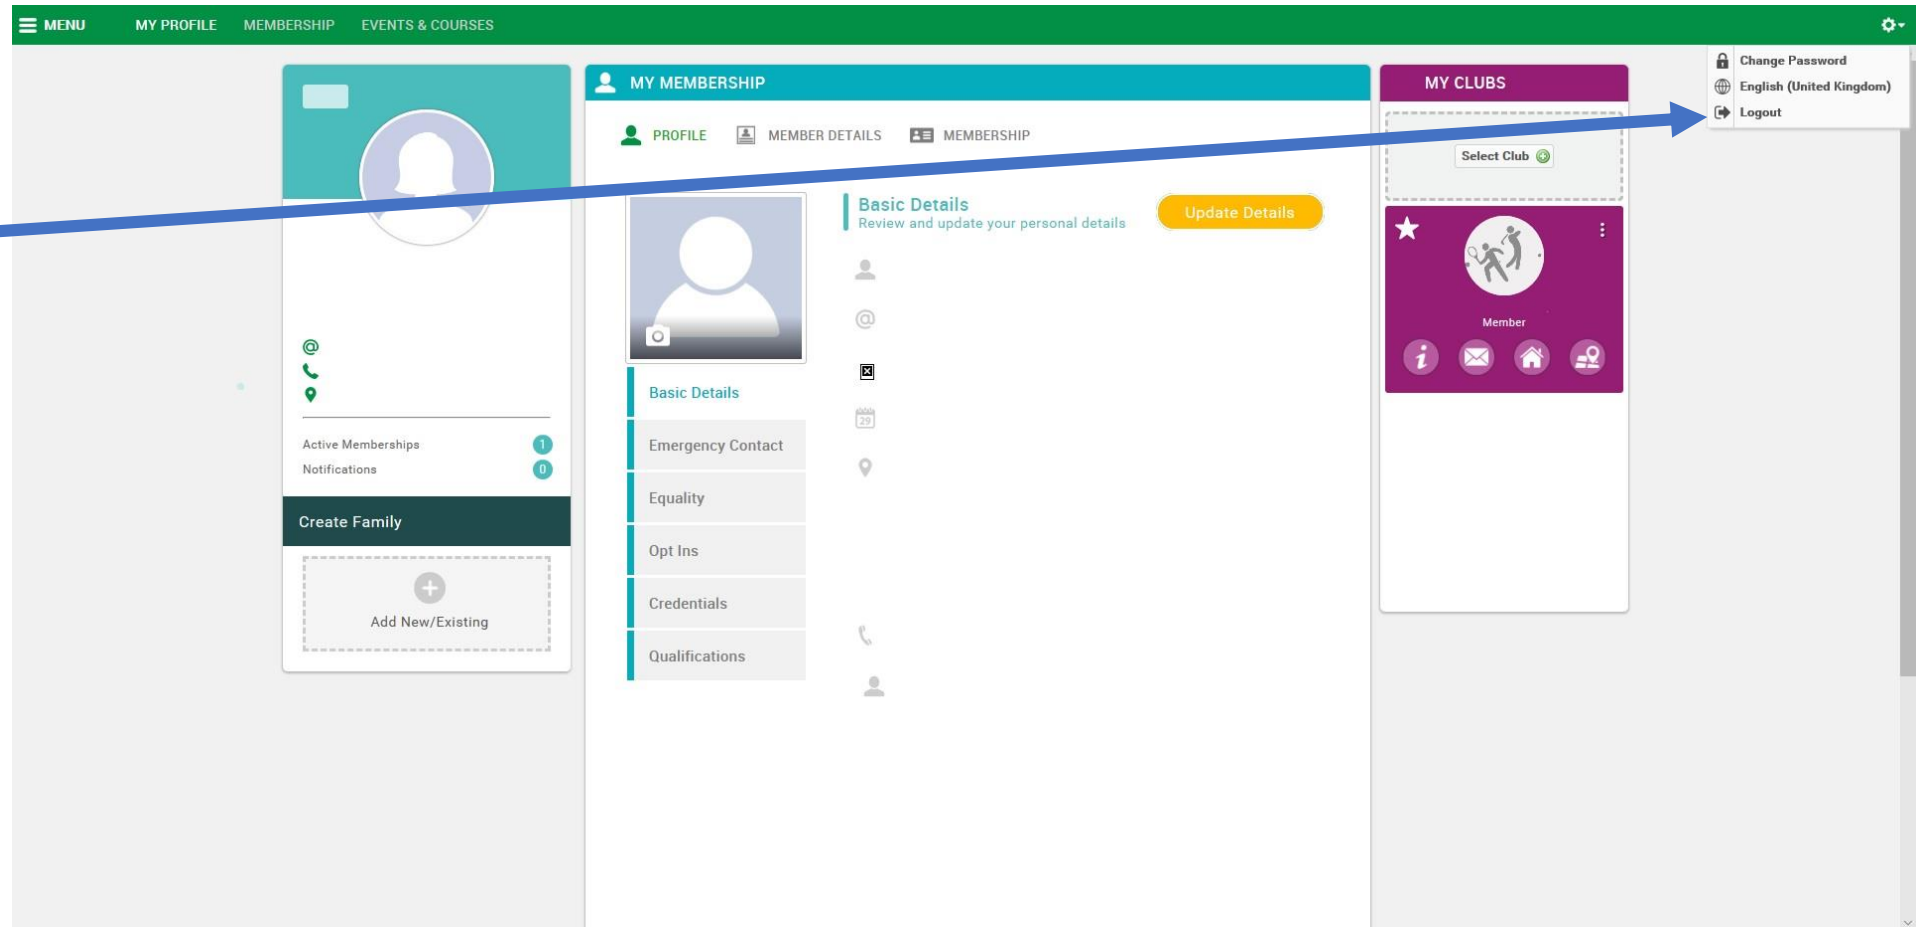 MENU
MY PROFILE
MEMBERSHIP
EVENTS & COURSES
Change Password
English (United Kingdom)
Logout
Active Memberships 1
Notifications 0
Create Family
Add New/Existing
MY MEMBERSHIP
PROFILE
MEMBER DETAILS
MEMBERSHIP
Basic Details
Review and update your personal details
Update Details
@
@
29
Basic Details
Emergency Contact
Equality
Opt Ins
Credentials
Qualifications
MY CLUBS
Select Club
Member
i